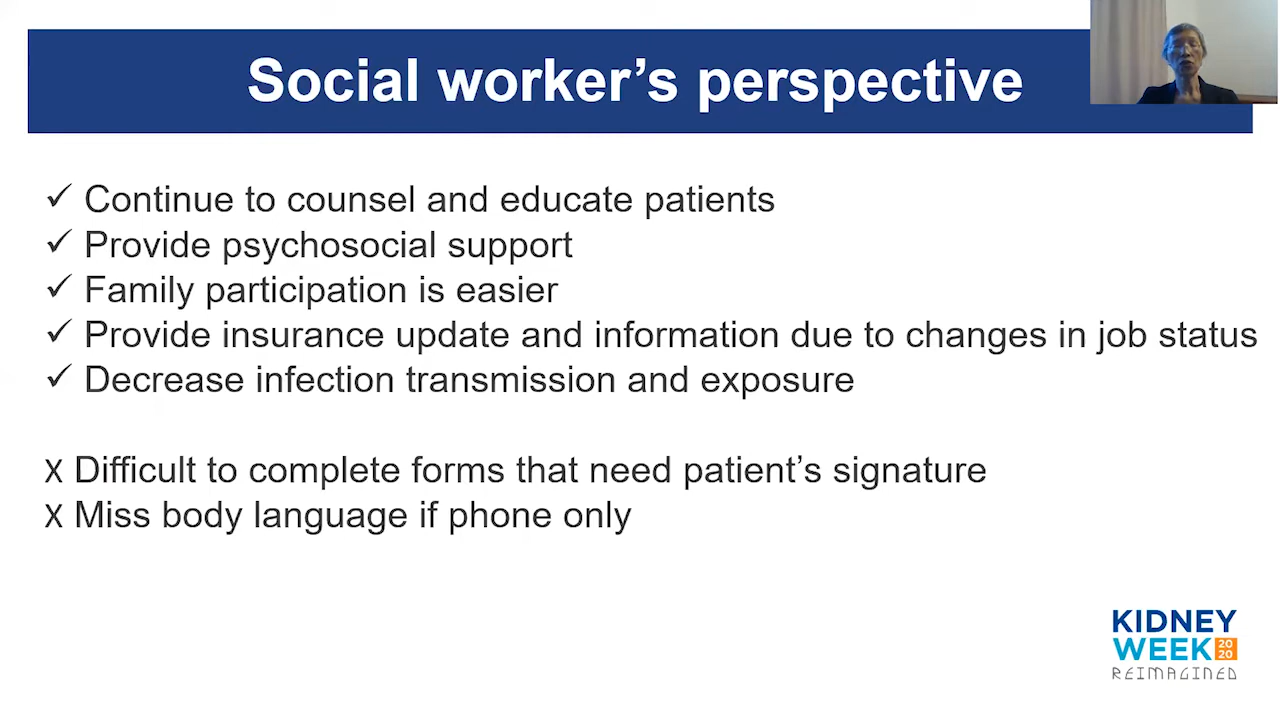 Social worker’s perspective
✓ Continue to counsel and educate patients
✓ Provide psychosocial support
✓ Family participation is easier
✓ Provide insurance update and information due to changes in job status
✓ Decrease infection transmission and exposure
X Difficult to complete forms that need patient’s signature
X Miss body language if phone only
KIDNEY
WEEK 2020
REIMAGINED